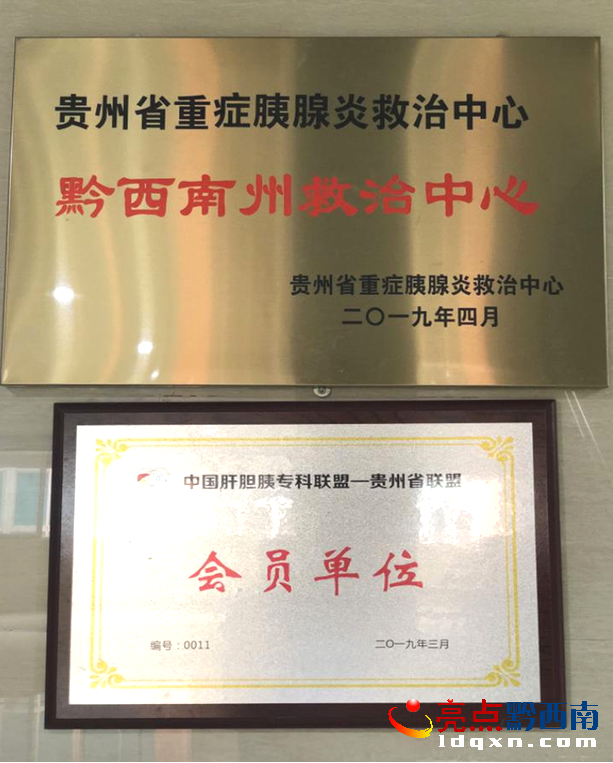 贵州省重症胰腺炎救治中心
黔西南州救治中心
贵州省重症胰腺炎救治中心
二〇一九年四月
中国肝胆胰专科联盟—贵州省联盟
会员单位
编号：0011 二〇一九年三月
亮点黔西南
ldqxn.com